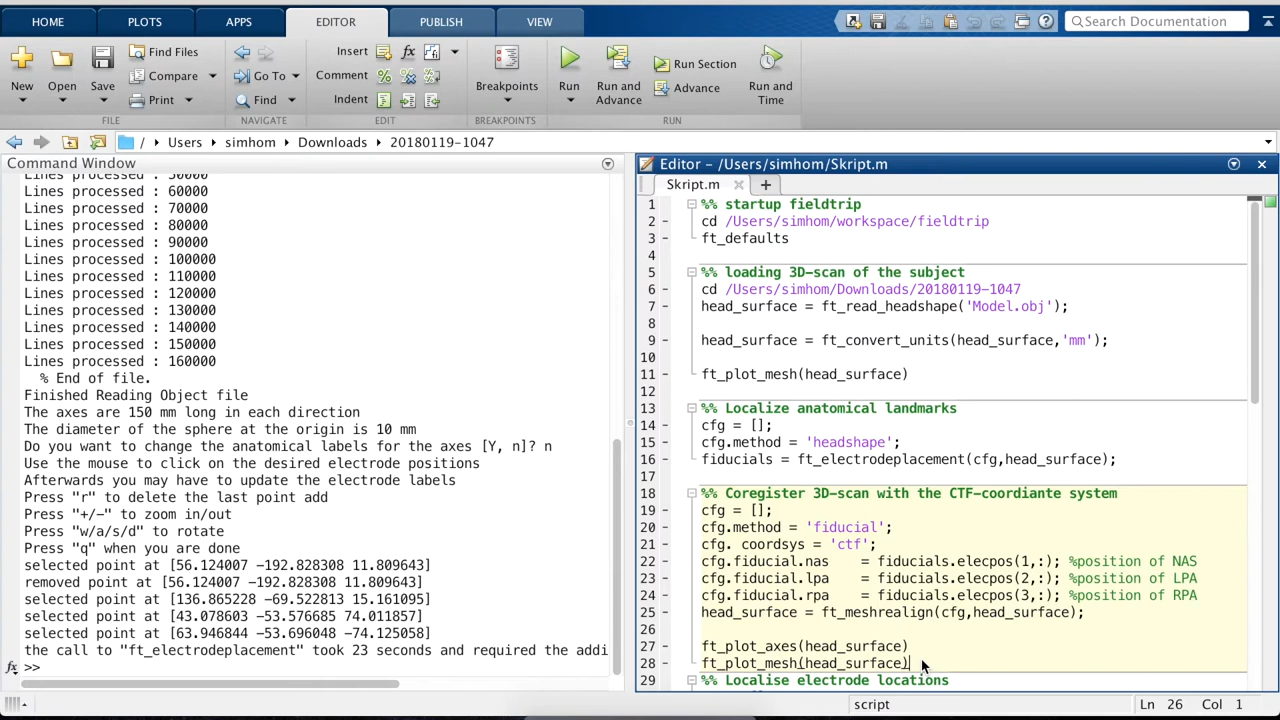 HOME PLOTS APPS EDITOR PUBLISH VIEW Search Documentation
New Open Save Find Files Compare Print
FILE
Go To Find
NAVIGATE
Insert fx
Comment
Indent
EDIT
Breakpoints
BREAKPOINTS
Run Run and Advance Run Section Advance Run and Time
RUN
/ Users Downloads 20180119-1047
simhom
Command Window
Lines processed : 50000
Lines processed : 60000
Lines processed : 70000
Lines processed : 80000
Lines processed : 90000
Lines processed : 100000
Lines processed : 110000
Lines processed : 120000
Lines processed : 130000
Lines processed : 140000
Lines processed : 150000
Lines processed : 160000
% End of file.
Finished Reading Object file
The axes are 150 mm long in each direction
The diameter of the sphere at the origin is 10 mm
Do you want to change the anatomical labels for the axes [Y, n]? n
Use the mouse to click on the desired electrode positions
Afterwards you may have to update the electrode labels
Press "r" to delete the last point add
Press "+/-" to zoom in/out
Press "w/a/s/d" to rotate
Press "q" when you are done
selected point at [56.124007 -192.828308 11.809643]
removed point at [56.124007 -192.828308 11.809643]
selected point at [136.865228 -69.522813 15.161095]
selected point at [43.078603 -53.576685 74.011857]
selected point at [63.946844 -53.696048 -74.125058]
the call to "ft_electrodeplacement" took 23 seconds and required the addi
fx >>
Editor - /Users/simhom/Skript.m
Skript.m
1 %% startup fieldtrip
2 - cd /Users/simhom/workspace/fieldtrip
3 - ft_defaults
4
5 %% loading 3D-scan of the subject
6 - cd /Users/simhom/Downloads/20180119-1047
7 - head_surface = ft_read_headshape('Model.obj');
8
9 - head_surface = ft_convert_units(head_surface,'mm');
10
11 - ft_plot_mesh(head_surface)
12
13 %% Localize anatomical landmarks
14 - cfg = [];
15 - cfg.method = 'headshape';
16 - fiducials = ft_electrodeplacement(cfg,head_surface);
17
18 %% Coregister 3D-scan with the CTF-coordiante system
19 - cfg = [];
20 - cfg.method = 'fiducial';
21 - cfg. coordsys = 'ctf';
22 - cfg.fiducial.nas = fiducials.elecpos(1,:); %position of NAS
23 - cfg.fiducial.lpa = fiducials.elecpos(2,:); %position of LPA
24 - cfg.fiducial.rpa = fiducials.elecpos(3,:); %position of RPA
25 - head_surface = ft_meshrealign(cfg,head_surface);
26
27 - ft_plot_axes(head_surface)
28 - ft_plot_mesh(head_surface)
29 %% Localise electrode locations
script Ln 26 Col 1